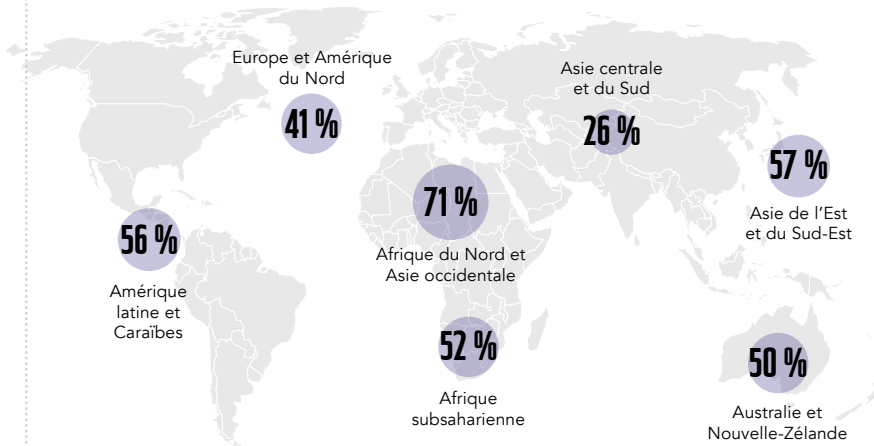 Europe et Amérique
du Nord
41 %
Asie centrale
et du Sud
26 %
57 %
Asie de l'Est
et du Sud-Est
71 %
Afrique du Nord et
Asie occidentale
56 %
Amérique
latine et
Caraïbes
52 %
Afrique
subsaharienne
50 %
Australie et
Nouvelle-Zélande